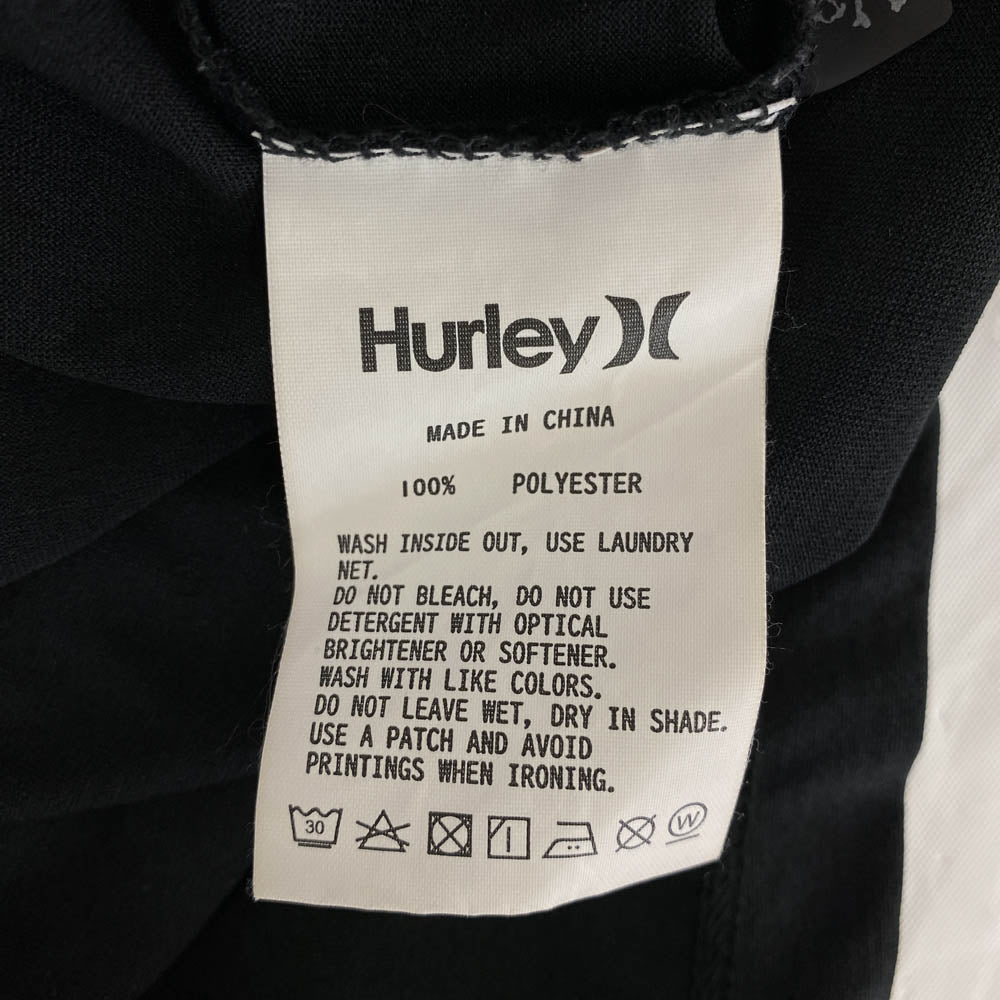 Hurley
MADE IN CHINA
100% POLYESTER
WASH INSIDE OUT, USE LAUNDRY
NET.
DO NOT BLEACH, DO NOT USE
DETERGENT WITH OPTICAL
BRIGHTENER OR SOFTENER.
WASH WITH LIKE COLORS.
DO NOT LEAVE WET, DRY IN SHADE.
USE A PATCH AND AVOID
PRINTINGS WHEN IRONING.
30 W